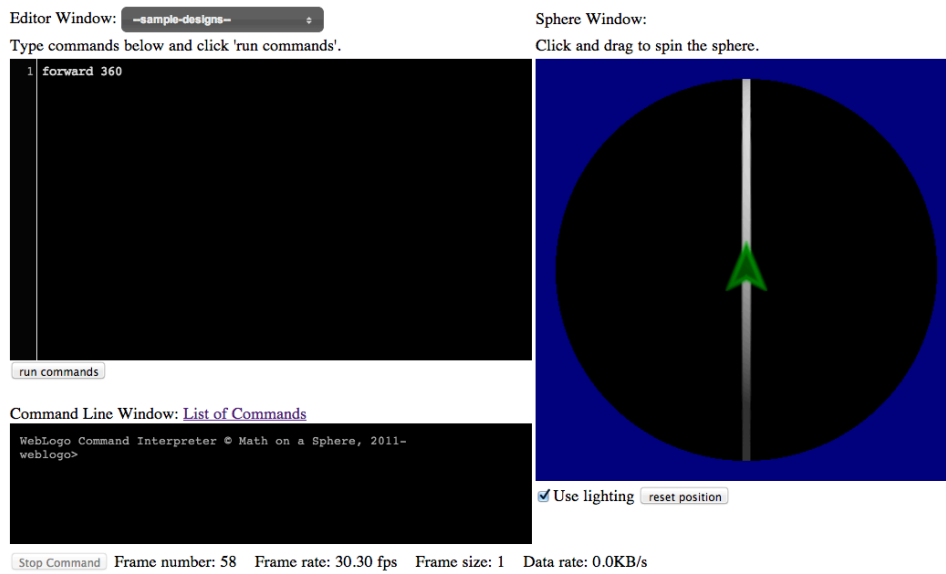 Editor Window: --sample-designs--
Type commands below and click 'run commands'.
1 forward 360
run commands
Command Line Window: List of Commands
WebLogo Command Interpreter © Math on a Sphere, 2011-
weblogo>
Sphere Window:
Click and drag to spin the sphere.
Use lighting reset position
Stop Command Frame number: 58 Frame rate: 30.30 fps Frame size: 1 Data rate: 0.0KB/s